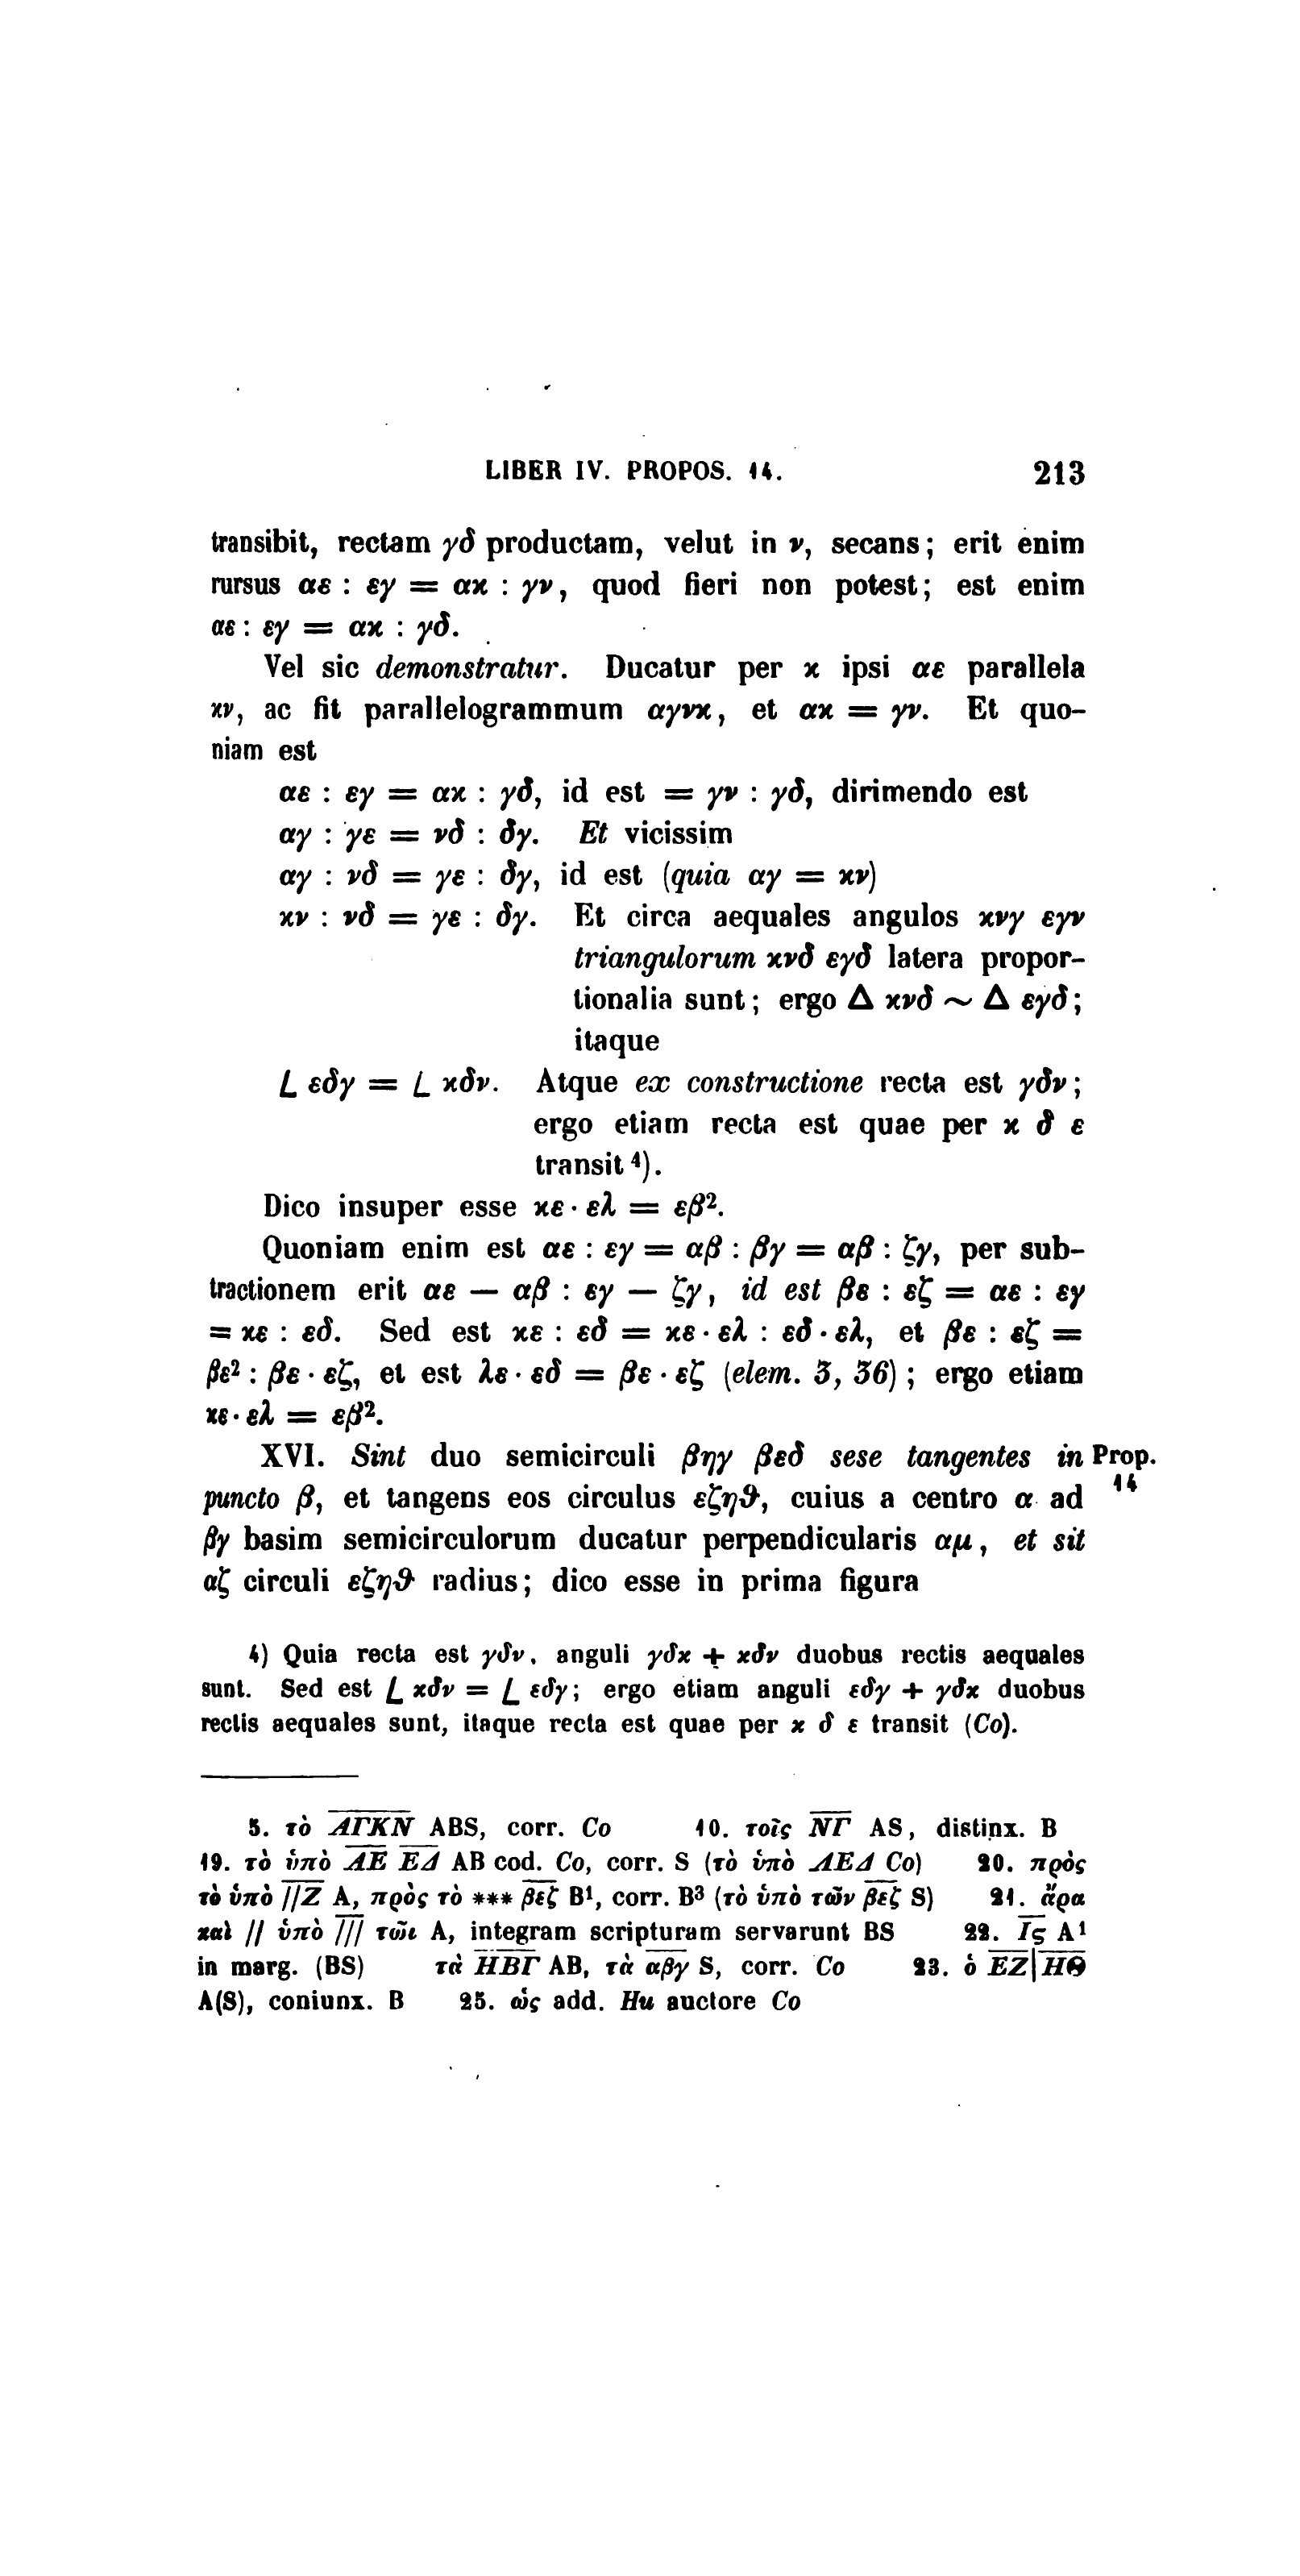 LIBER IV. PROPOS. 14. 213
transibit, rectam γδ productam, velut in ν, secans; erit enim
rursus αε : εγ = ακ : γν, quod fieri non potest; est enim
αε : εγ = ακ : γδ.
Vel sic demonstratur. Ducatur per κ ipsi αε parallela
κν, ac fit parallelogrammum αγνκ, et ακ = γν. Et quo-
niam est
αε : εγ = ακ : γδ, id est = γν : γδ, dirimendo est
αγ : γε = νδ : δγ. Et vicissim
αγ : νδ = γε : δγ, id est (quia αγ = κν)
κν : νδ = γε : δγ. Et circa aequales angulos κνγ εγν
triangulorum κνδ εγδ latera propor-
tionalia sunt; ergo Δ κνδ ~ Δ εγδ;
itaque
L εδγ = L κδν. Atque ex constructione recta est γδν;
ergo etiam recta est quae per κ δ ε
transit 4).
Dico insuper esse κε · ελ = εβ².
Quoniam enim est αε : εγ = αβ : βγ = αβ : ζγ, per sub-
tractionem erit αε — αβ : εγ — ζγ, id est βε : εζ = αε : εγ
= κε : εδ. Sed est κε : εδ = κε · ελ : εδ · ελ, et βε : εζ =
βε² : βε · εζ, et est λε · εδ = βε · εζ (elem. 3, 36); ergo etiam
κε · ελ = εβ².
XVI. Sint duo semicirculi βηγ βεδ sese tangentes in Prop.
puncto β, et tangens eos circulus εζηϑ, cuius a centro α ad 14
βγ basim semicirculorum ducatur perpendicularis αμ, et sit
αζ circuli εζηϑ radius; dico esse in prima figura
4) Quia recta est γδν, anguli γδκ + κδν duobus rectis aequales
sunt. Sed est L κδν = L εδγ; ergo etiam anguli εδγ + γδκ duobus
rectis aequales sunt, itaque recta est quae per κ δ ε transit (Co).
5. τὸ ΑΓΚΝ ABS, corr. Co 10. τοῖς ΝΓ AS, distinx. B
19. τὸ ὑπὸ ΔΕ ΕΔ AB cod. Co, corr. S (τὸ ὑπὸ ΛΕΔ Co) 20. πρὸς
τὸ ὑπὸ //Ζ A, πρὸς τὸ *** βεζ B¹, corr. B³ (τὸ ὑπὸ τῶν βεζ S) 21. ἄρα
καὶ // ὑπὸ /// τῶι A, integram scripturam servarunt BS 22. Ις A¹
in marg. (BS) τὰ ΗΒΓ AB, τὰ αβγ S, corr. Co 23. ὁ ΕΖ|ΗΘ
A(S), coniunx. B 25. ὡς add. Hu auctore Co